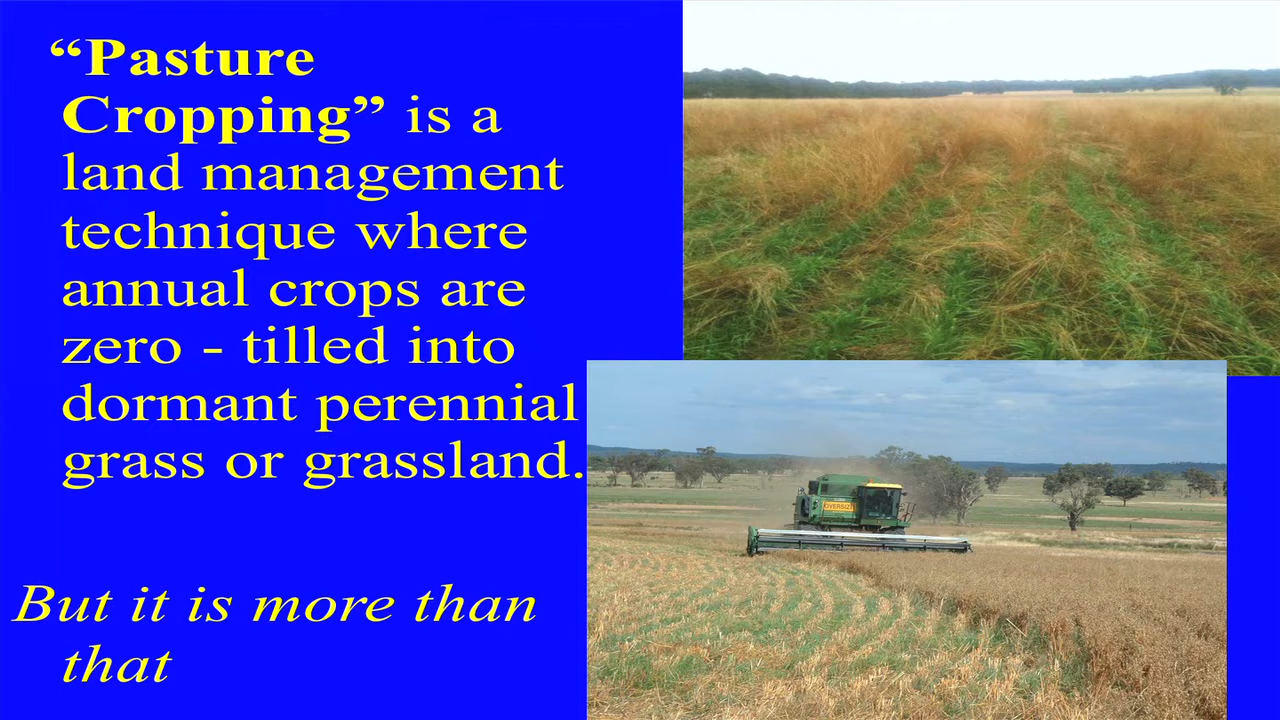 “Pasture
Cropping” is a
land management
technique where
annual crops are
zero - tilled into
dormant perennial
grass or grassland.
But it is more than
that
OVERSIZE